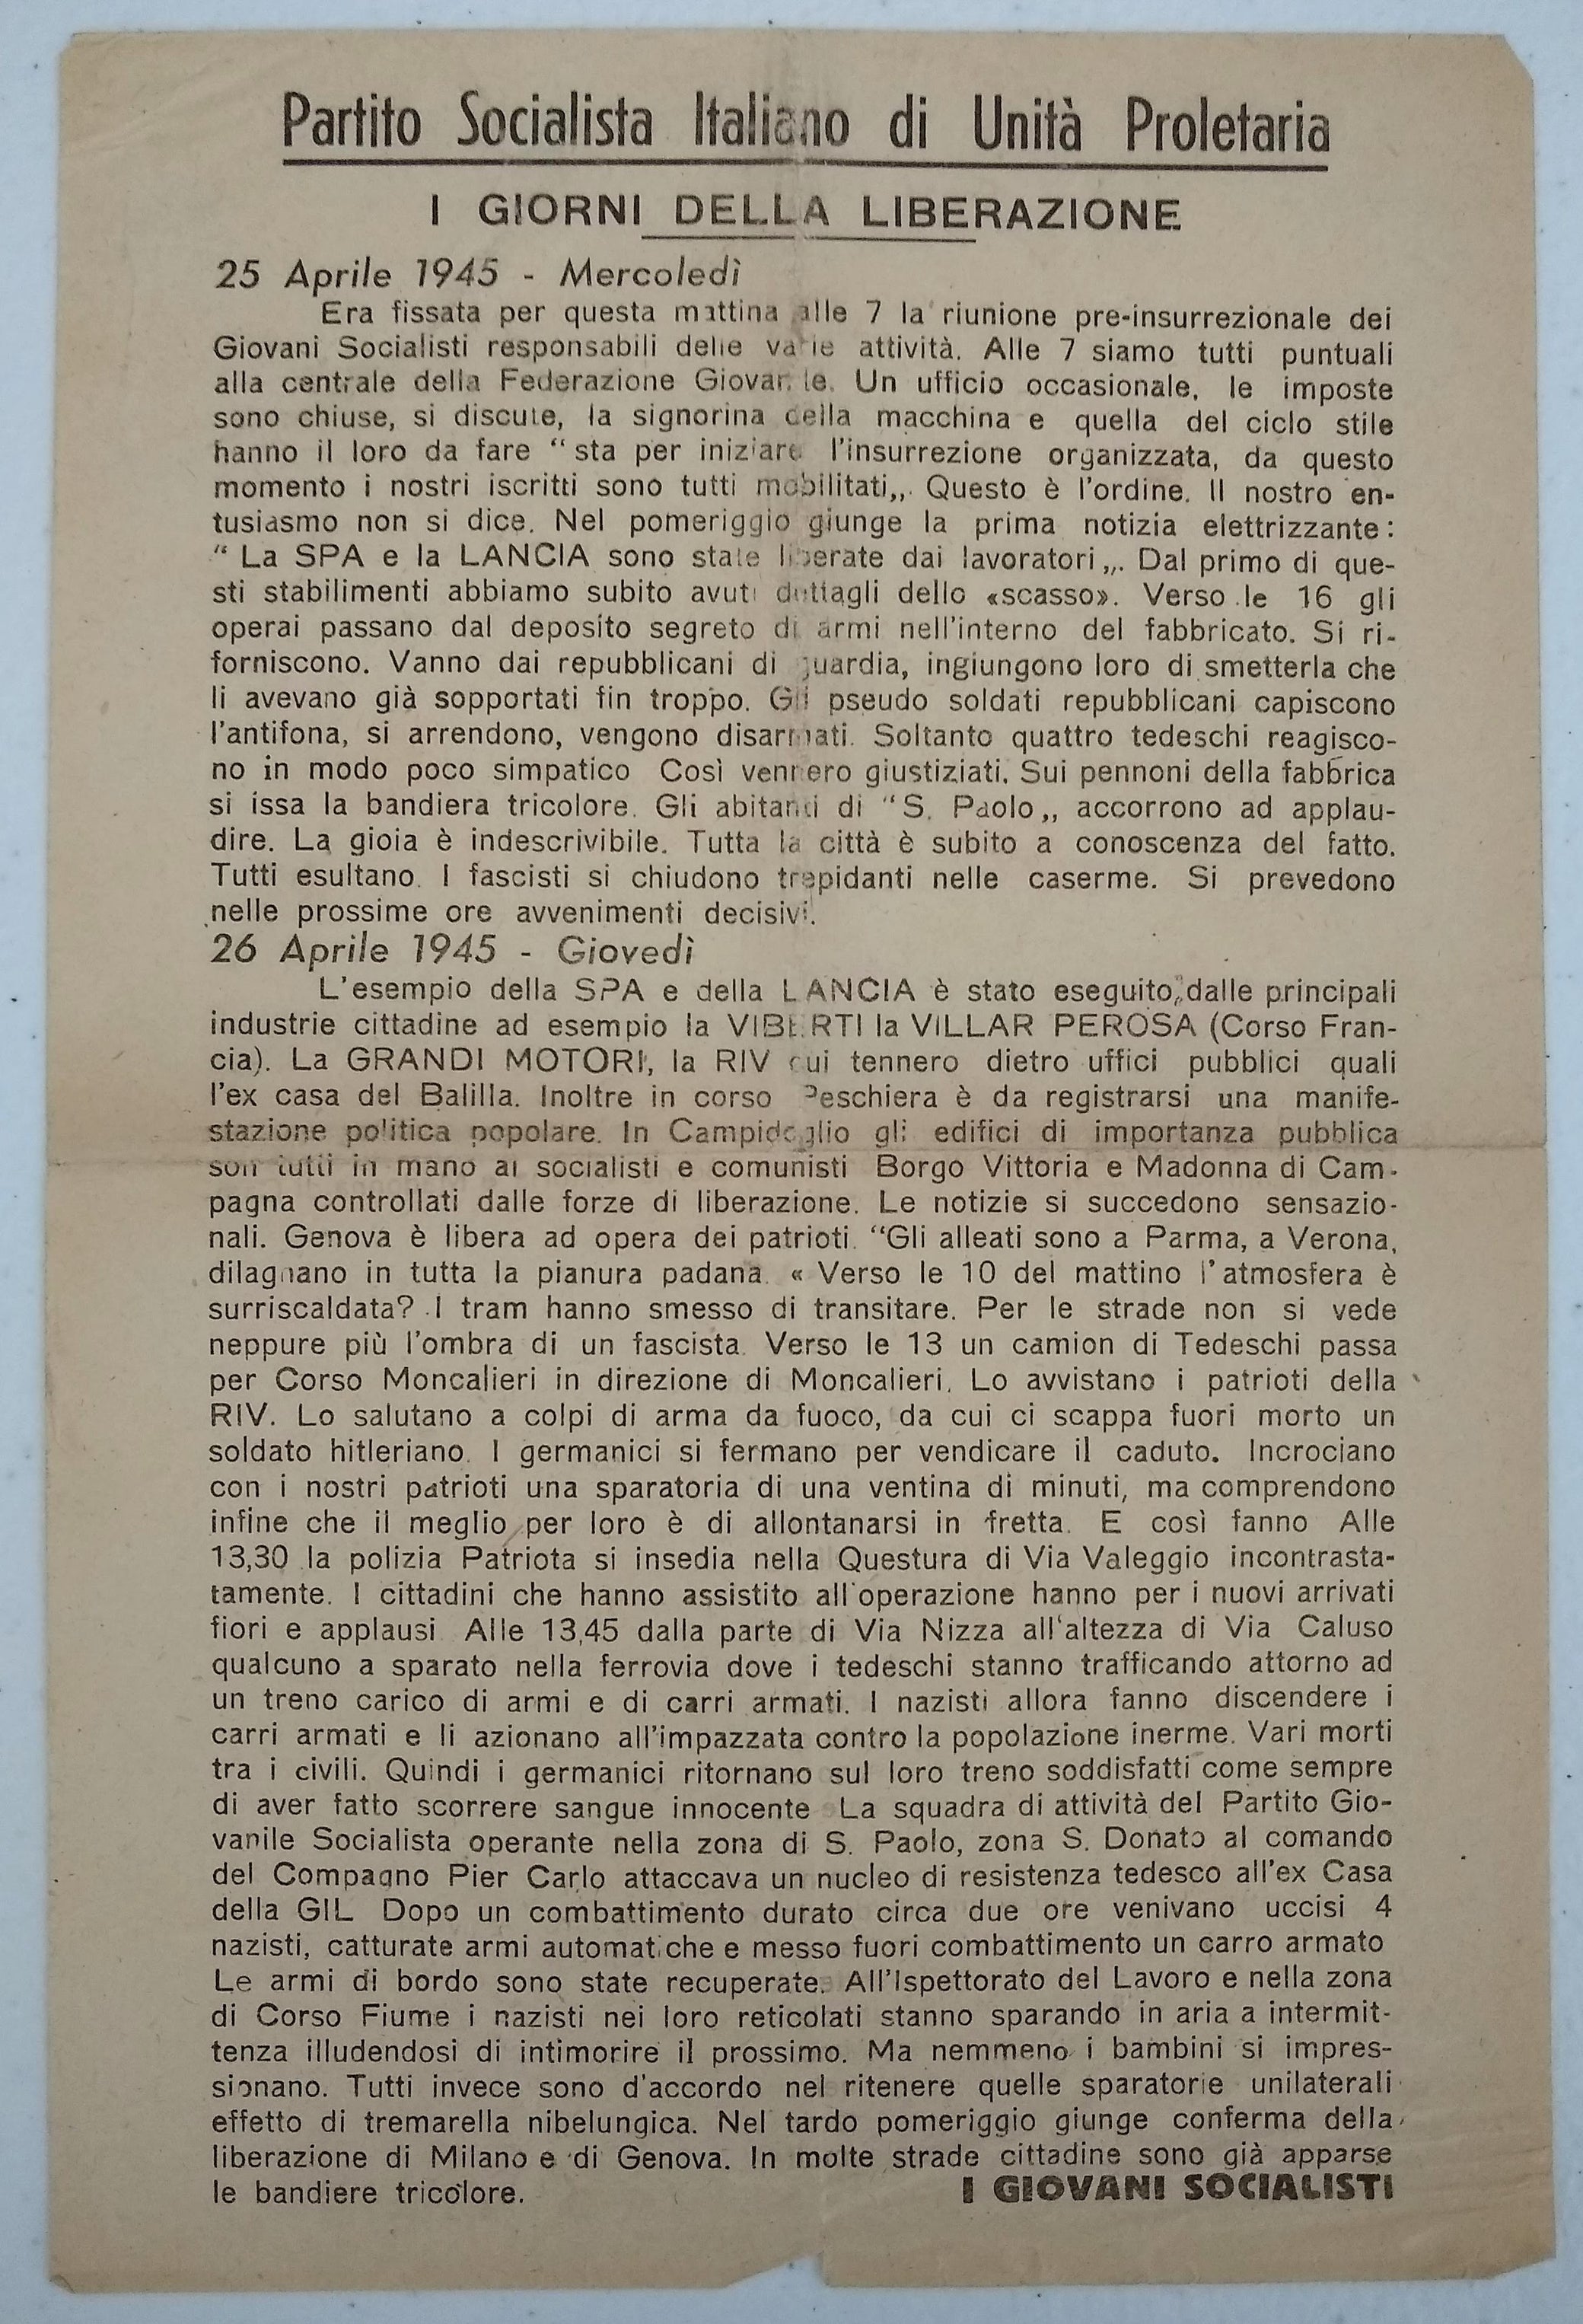 Partito Socialista Italiano di Unità Proletaria
I GIORNI DELLA LIBERAZIONE
25 Aprile 1945 - Mercoledì
Era fissata per questa mattina alle 7 la riunione pre-insurrezionale dei
Giovani Socialisti responsabili delle varie attività. Alle 7 siamo tutti puntuali
alla centrale della Federazione Giovanile. Un ufficio occasionale, le imposte
sono chiuse, si discute, la signorina della macchina e quella del ciclo stile
hanno il loro da fare “ sta per iniziare l'insurrezione organizzata, da questo
momento i nostri iscritti sono tutti mobilitati„. Questo è l'ordine. Il nostro en-
tusiasmo non si dice. Nel pomeriggio giunge la prima notizia elettrizzante:
“ La SPA e la LANCIA sono state liberate dai lavoratori„. Dal primo di que-
sti stabilimenti abbiamo subito avuti dettagli dello «scasso». Verso le 16 gli
operai passano dal deposito segreto di armi nell'interno del fabbricato. Si ri-
forniscono. Vanno dai repubblicani di guardia, ingiungono loro di smetterla che
li avevano già sopportati fin troppo. Gli pseudo soldati repubblicani capiscono
l'antifona, si arrendono, vengono disarmati. Soltanto quattro tedeschi reagisco-
no in modo poco simpatico Così vennero giustiziati. Sui pennoni della fabbrica
si issa la bandiera tricolore. Gli abitanti di “S. Paolo„ accorrono ad applau-
dire. La gioia è indescrivibile. Tutta la città è subito a conoscenza del fatto.
Tutti esultano. I fascisti si chiudono trepidanti nelle caserme. Si prevedono
nelle prossime ore avvenimenti decisivi.
26 Aprile 1945 - Giovedì
L'esempio della SPA e della LANCIA è stato eseguito dalle principali
industrie cittadine ad esempio la VIBERTI la VILLAR PEROSA (Corso Fran-
cia). La GRANDI MOTORI, la RIV cui tennero dietro uffici pubblici quali
l'ex casa del Balilla. Inoltre in corso Peschiera è da registrarsi una manife-
stazione politica popolare. In Campidoglio gli edifici di importanza pubblica
son tutti in mano ai socialisti e comunisti Borgo Vittoria e Madonna di Cam-
pagna controllati dalle forze di liberazione. Le notizie si succedono sensazio-
nali. Genova è libera ad opera dei patrioti. “Gli alleati sono a Parma, a Verona,
dilagnano in tutta la pianura padana. « Verso le 10 del mattino l'atmosfera è
surriscaldata? I tram hanno smesso di transitare. Per le strade non si vede
neppure più l'ombra di un fascista. Verso le 13 un camion di Tedeschi passa
per Corso Moncalieri in direzione di Moncalieri. Lo avvistano i patrioti della
RIV. Lo salutano a colpi di arma da fuoco, da cui ci scappa fuori morto un
soldato hitleriano. I germanici si fermano per vendicare il caduto. Incrociano
con i nostri patrioti una sparatoria di una ventina di minuti, ma comprendono
infine che il meglio per loro è di allontanarsi in fretta. E così fanno Alle
13,30 la polizia Patriota si insedia nella Questura di Via Valeggio incontrasta-
tamente. I cittadini che hanno assistito all'operazione hanno per i nuovi arrivati
fiori e applausi Alle 13,45 dalla parte di Via Nizza all'altezza di Via Caluso
qualcuno a sparato nella ferrovia dove i tedeschi stanno trafficando attorno ad
un treno carico di armi e di carri armati. I nazisti allora fanno discendere i
carri armati e li azionano all'impazzata contro la popolazione inerme. Vari morti
tra i civili. Quindi i germanici ritornano sul loro treno soddisfatti come sempre
di aver fatto scorrere sangue innocente La squadra di attività del Partito Gio-
vanile Socialista operante nella zona di S. Paolo, zona S. Donato al comando
del Compagno Pier Carlo attaccava un nucleo di resistenza tedesco all'ex Casa
della GIL Dopo un combattimento durato circa due ore venivano uccisi 4
nazisti, catturate armi automatiche e messo fuori combattimento un carro armato
Le armi di bordo sono state recuperate. All'Ispettorato del Lavoro e nella zona
di Corso Fiume i nazisti nei loro reticolati stanno sparando in aria a intermit-
tenza illudendosi di intimorire il prossimo. Ma nemmeno i bambini si impres-
sionano. Tutti invece sono d'accordo nel ritenere quelle sparatorie unilaterali
effetto di tremarella nibelungica. Nel tardo pomeriggio giunge conferma della
liberazione di Milano e di Genova. In molte strade cittadine sono già apparse
le bandiere tricolore.
I GIOVANI SOCIALISTI